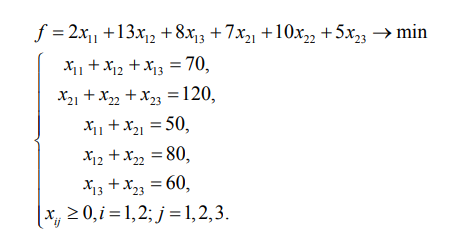 f = 2x₁₁ + 13x₁₂ + 8x₁₃ + 7x₂₁ + 10x₂₂ + 5x₂₃ → min
x₁₁ + x₁₂ + x₁₃ = 70,
x₂₁ + x₂₂ + x₂₃ = 120,
x₁₁ + x₂₁ = 50,
x₁₂ + x₂₂ = 80,
x₁₃ + x₂₃ = 60,
xᵢⱼ ≥ 0, i = 1,2; j = 1,2,3.